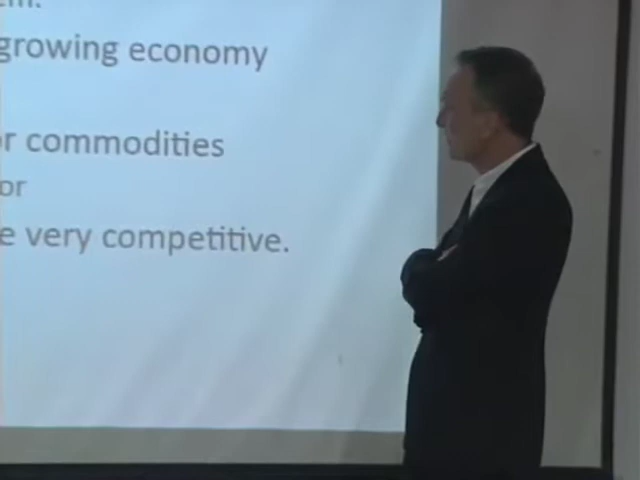 growing economy
commodities
or
very competitive.